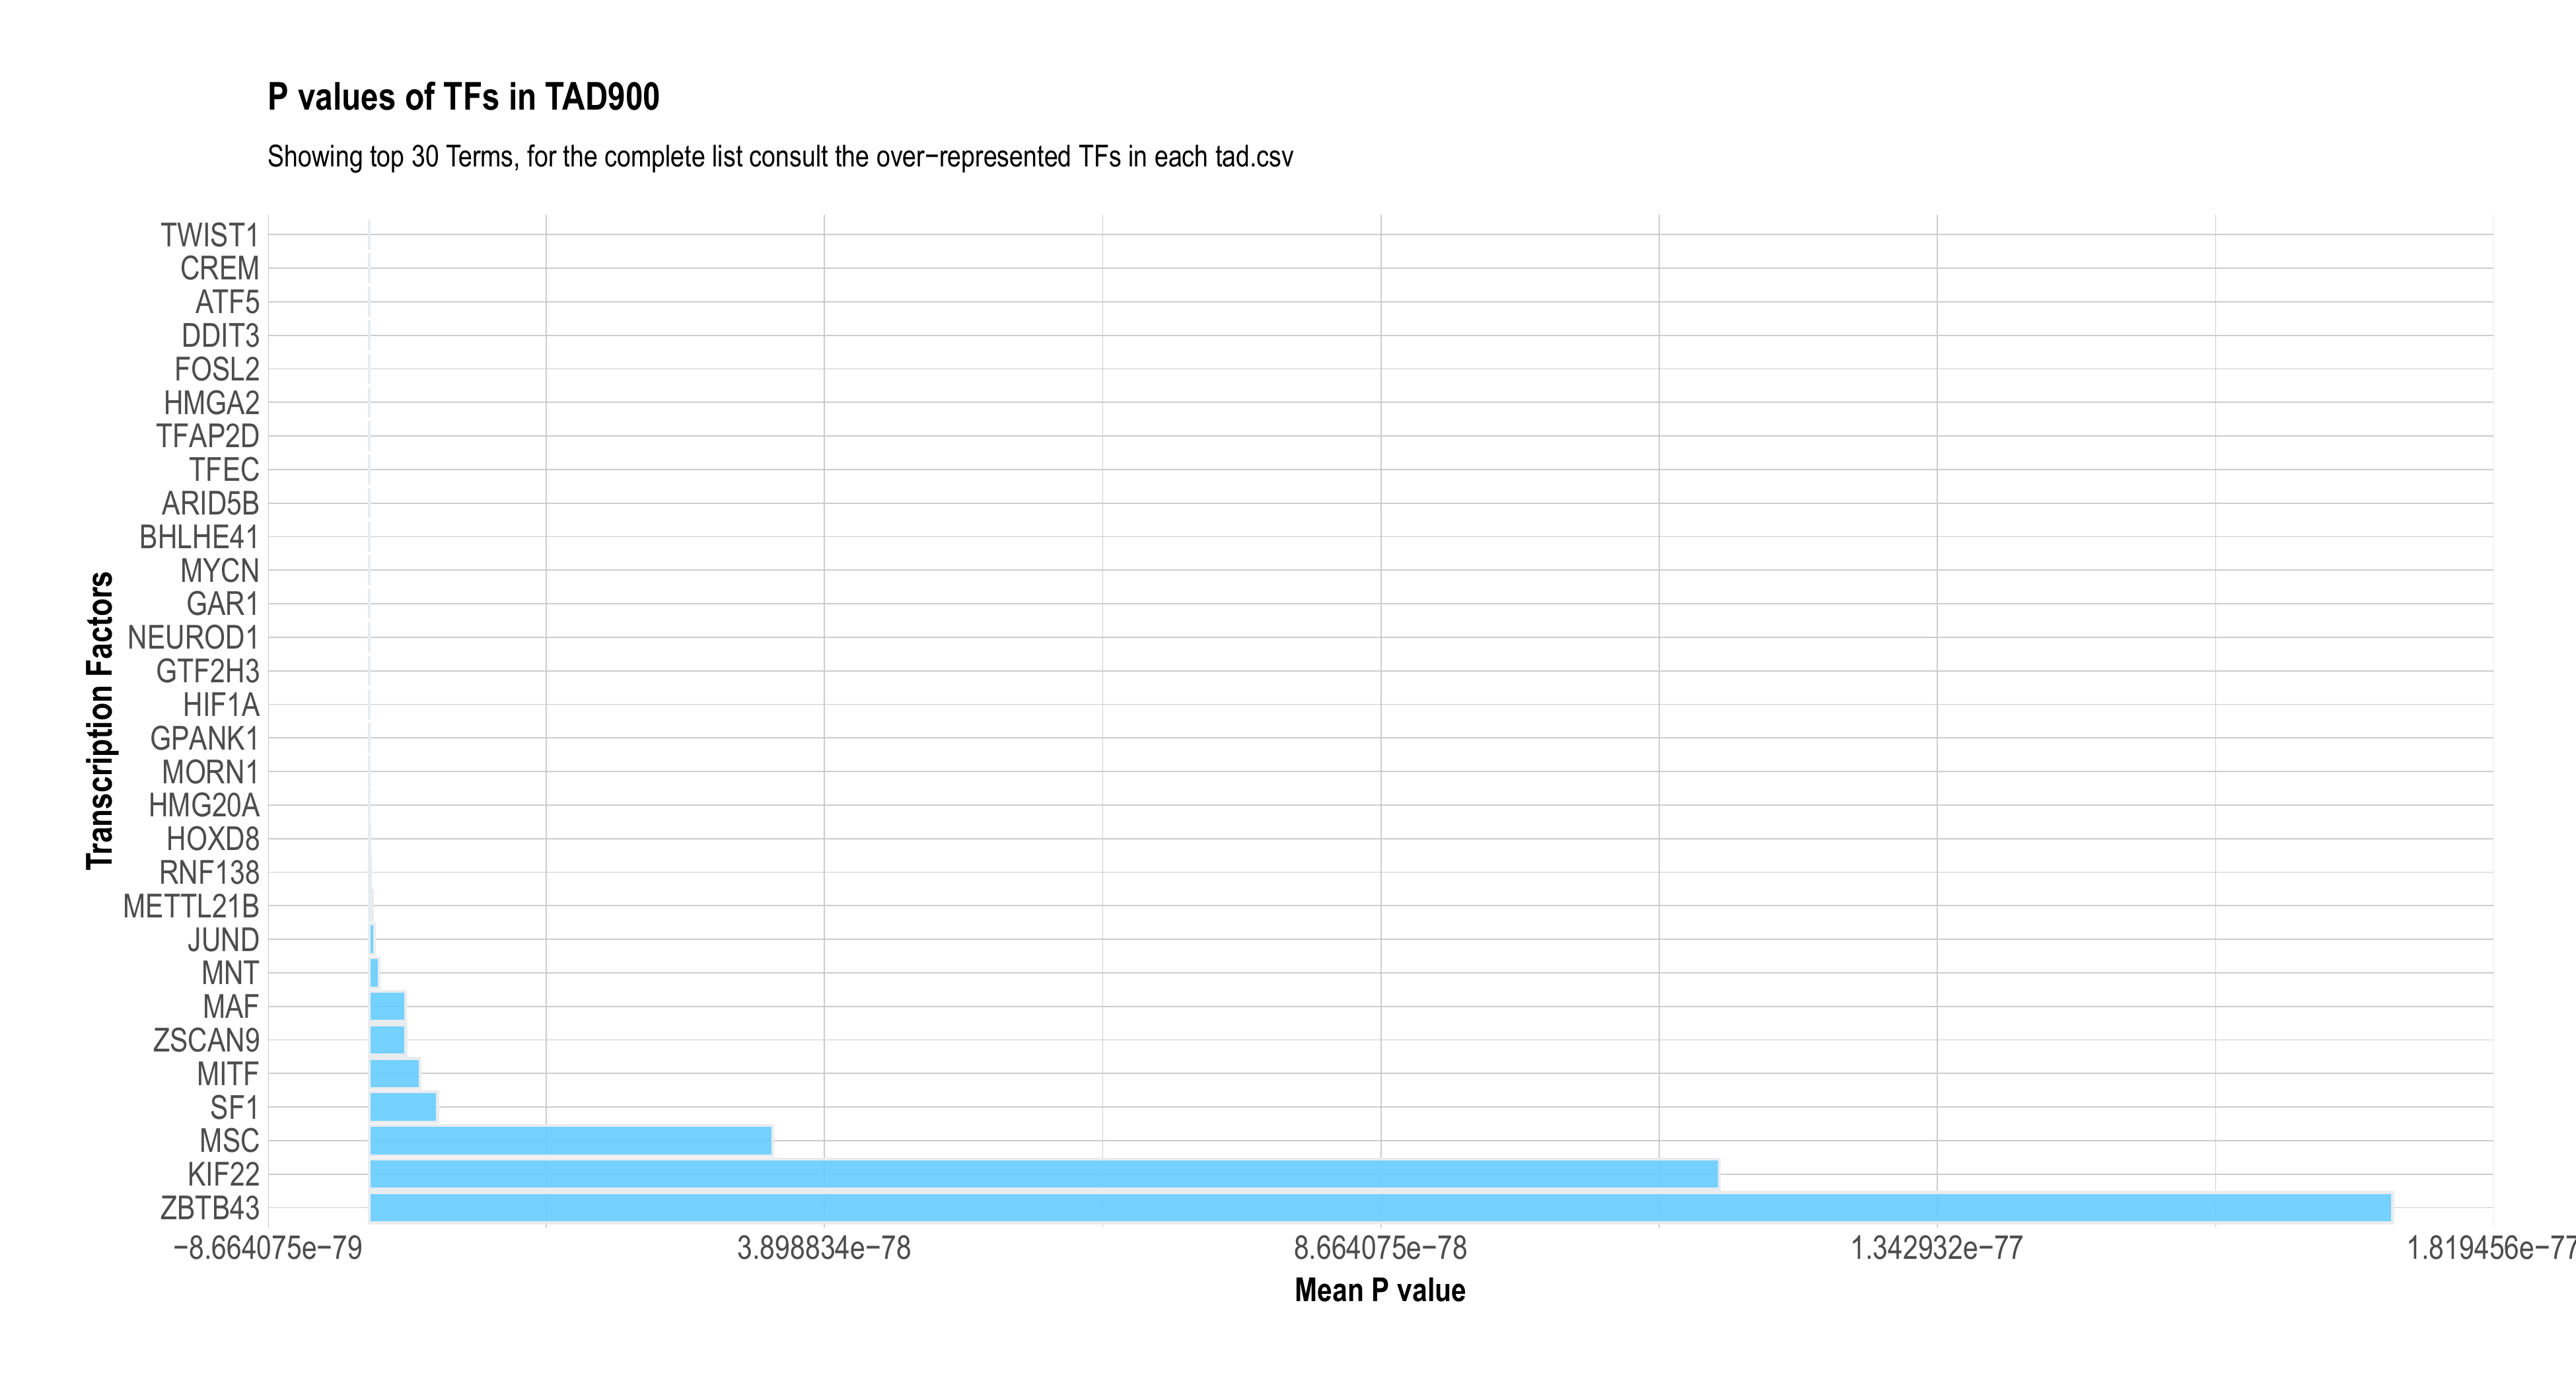 P values of TFs in TAD900
Showing top 30 Terms, for the complete list consult the over−represented TFs in each tad.csv
Transcription Factors
TWIST1
CREM
ATF5
DDIT3
FOSL2
HMGA2
TFAP2D
TFEC
ARID5B
BHLHE41
MYCN
GAR1
NEUROD1
GTF2H3
HIF1A
GPANK1
MORN1
HMG20A
HOXD8
RNF138
METTL21B
JUND
MNT
MAF
ZSCAN9
MITF
SF1
MSC
KIF22
ZBTB43
−8.664075e−79 3.898834e−78 8.664075e−78 1.342932e−77 1.819456e−77
Mean P value